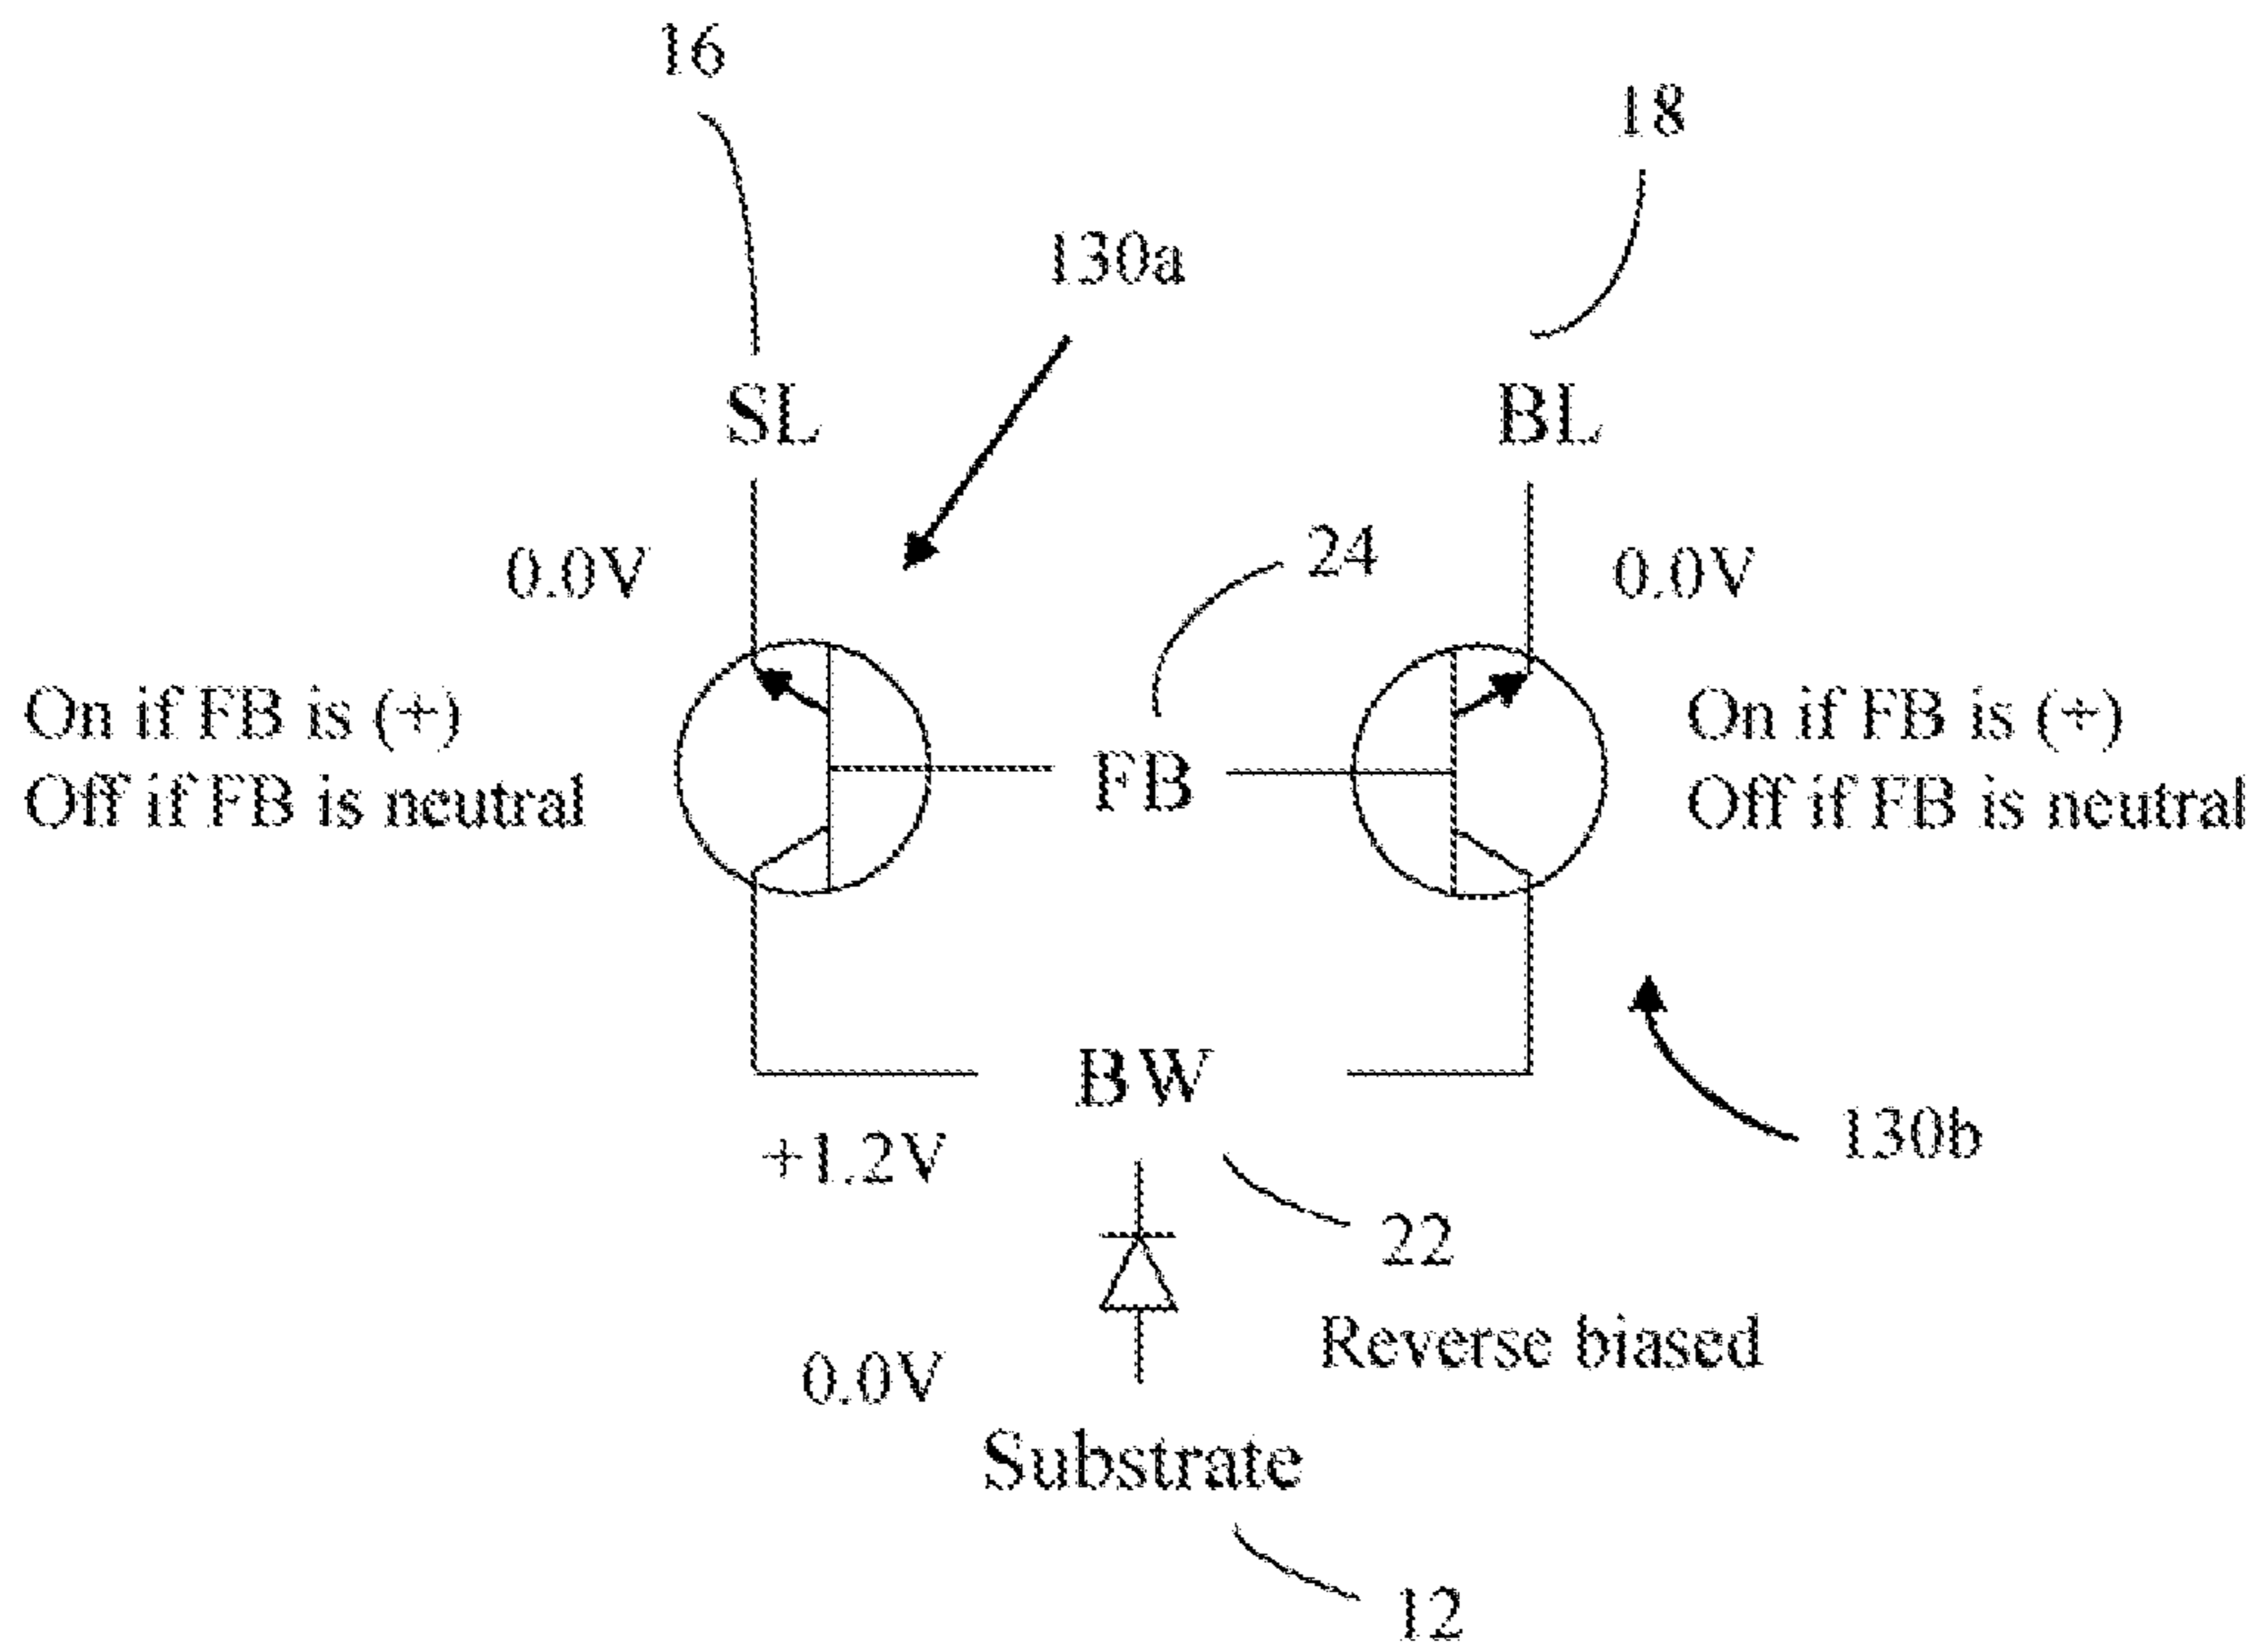 16
18
130a
SL
BL
24
0.0V
0.0V
On if FB is (+)
Off if FB is neutral
FB
On if FB is (+)
Off if FB is neutral
BW
+1.2V
130b
22
Reverse biased
0.0V
Substrate
12